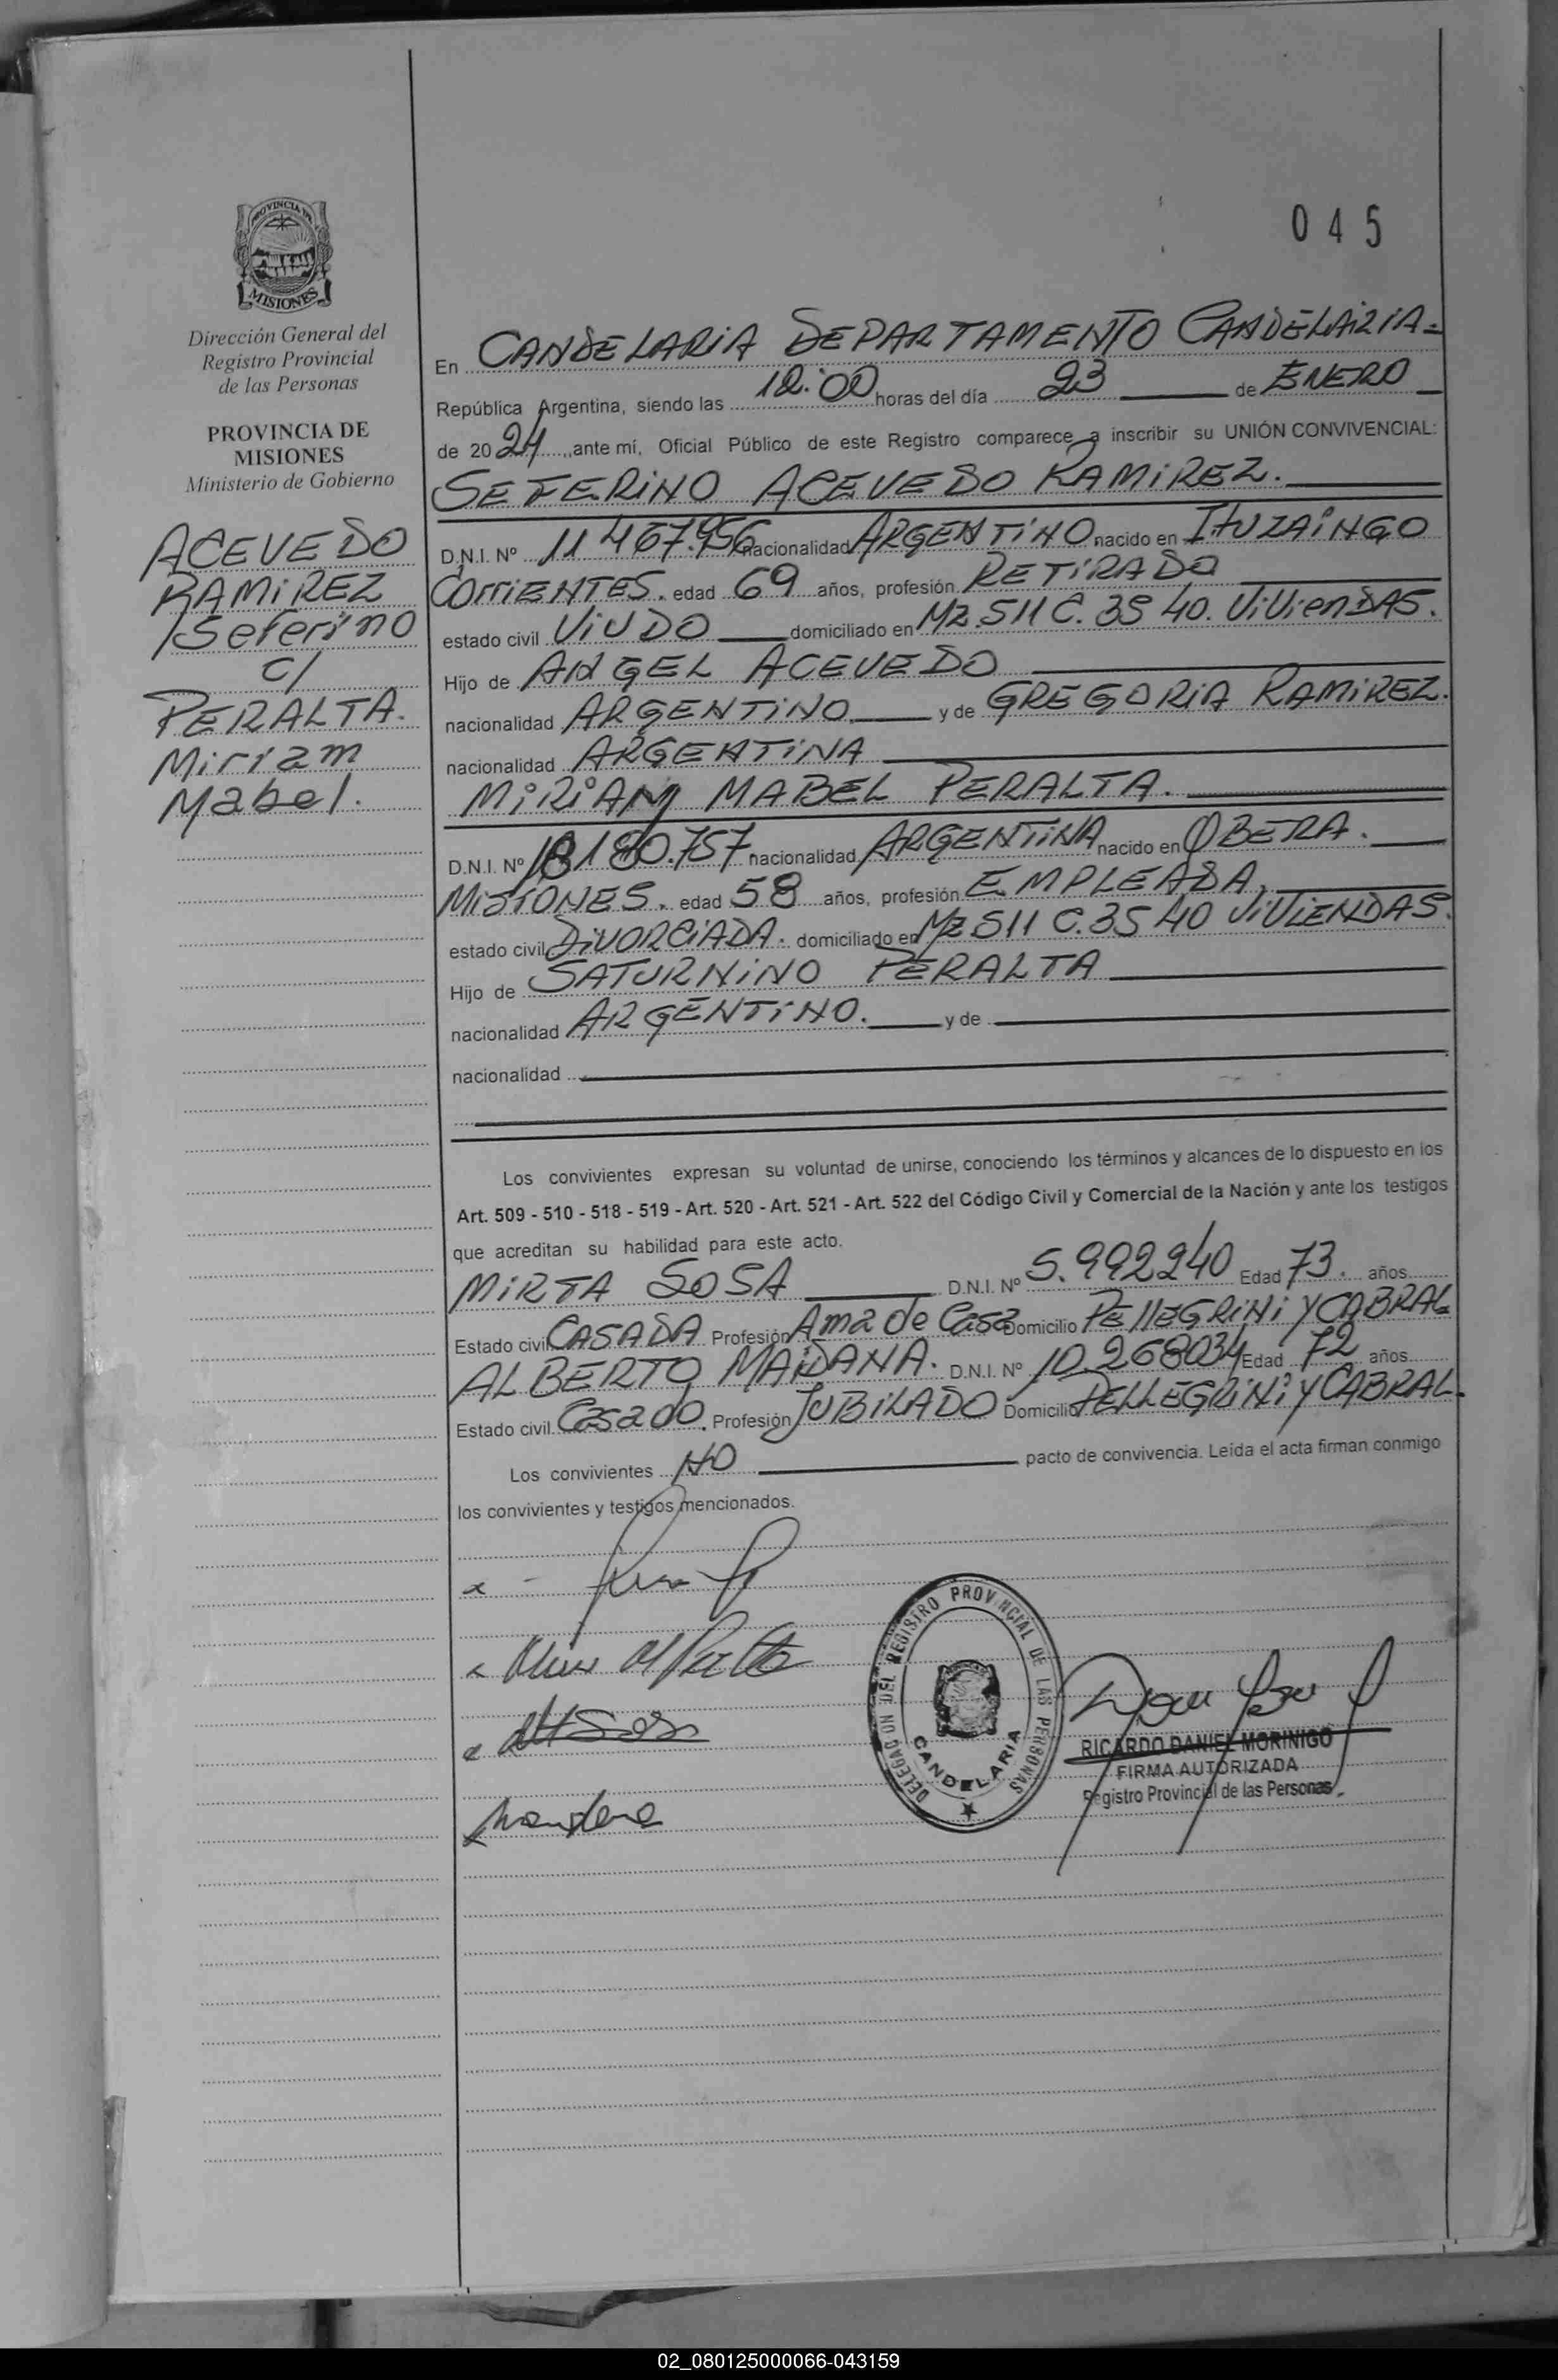 045
PROVINCIA DE
MISIONES
Dirección General del
Registro Provincial
de las Personas
PROVINCIA DE
MISIONES
Ministerio de Gobierno
ACEVEDO
RAMIREZ
Seferino
c/
PERALTA.
Miriam
Mabel.
En CANDELARIA DEPARTAMENTO CANDELARIA
República Argentina, siendo las 12:00 horas del día 23 de ENERO
de 2024, ante mí, Oficial Público de este Registro comparece a inscribir su UNIÓN CONVIVENCIAL:
SEFERINO ACEVEDO RAMIREZ.
D.N.I. Nº 11 467.956 nacionalidad ARGENTINO nacido en ITUZAINGO
CORRIENTES. edad 69 años, profesión RETIRADO
estado civil VIUDO domiciliado en Mz. 511 C. 35 40. ViViENDAS.
Hijo de ANGEL ACEVEDO
nacionalidad ARGENTINO y de GREGORIA RAMIREZ.
nacionalidad ARGENTINA
MIRIAM MABEL PERALTA.
D.N.I. Nº 18180.757 nacionalidad ARGENTINA nacido en OBERA.
MISIONES. edad 58 años, profesión EMPLEADA,
estado civil DIVORCIADA. domiciliado en Mz 511 C. 35 40 ViViENDAS.
Hijo de SATURNINO PERALTA
nacionalidad ARGENTINO. y de
nacionalidad
Los convivientes expresan su voluntad de unirse, conociendo los términos y alcances de lo dispuesto en los
Art. 509 - 510 - 518 - 519 - Art. 520 - Art. 521 - Art. 522 del Código Civil y Comercial de la Nación y ante los testigos
que acreditan su habilidad para este acto.
MIRTA SOSA D.N.I. Nº 5.992240 Edad 73. años
Estado civil CASADA Profesión Ama de Casa Domicilio PELLEGRINI Y CABRAL
ALBERTO MAIDANA. D.N.I. Nº 10.268034 Edad 72 años
Estado civil Casado. Profesión JUBILADO Domicilio PELLEGRINI Y CABRAL.
Los convivientes NO pacto de convivencia. Leída el acta firman conmigo
los convivientes y testigos mencionados.
DELEGACION DEL REGISTRO PROVINCIAL DE LAS PERSONAS
CANDELARIA
RICARDO DANIEL MORINIGO
FIRMA AUTORIZADA
Registro Provincial de las Personas
02_080125000066-043159